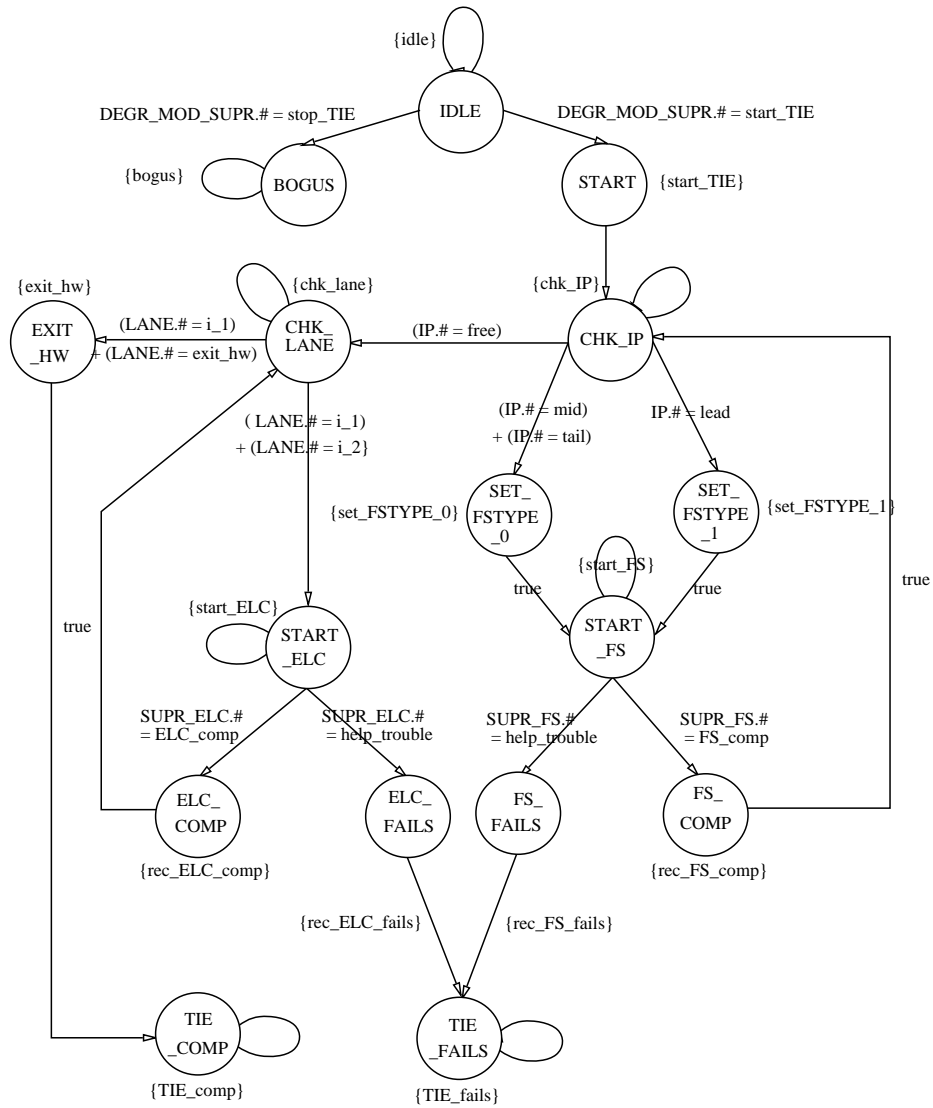 {idle}
IDLE
DEGR_MOD_SUPR.# = stop_TIE
DEGR_MOD_SUPR.# = start_TIE
{bogus}
BOGUS
START
{start_TIE}
{exit_hw}
{chk_lane}
{chk_IP}
EXIT
_HW
(LANE.# = i_1)
+ (LANE.# = exit_hw)
CHK_
LANE
(IP.# = free)
CHK_IP
( LANE.# = i_1)
+ (LANE.# = i_2}
(IP.# = mid)
+ (IP.# = tail)
IP.# = lead
{set_FSTYPE_0}
SET_
FSTYPE
_0
SET_
FSTYPE
_1
{set_FSTYPE_1}
{start_FS}
true
true
true
{start_ELC}
true
START
_ELC
START
_FS
SUPR_ELC.#
= ELC_comp
SUPR_ELC.#
= help_trouble
SUPR_FS.#
= help_trouble
SUPR_FS.#
= FS_comp
ELC_
COMP
ELC_
FAILS
FS_
FAILS
FS_
COMP
{rec_ELC_comp}
{rec_FS_comp}
{rec_ELC_fails}
{rec_FS_fails}
TIE
_COMP
TIE
_FAILS
{TIE_comp}
{TIE_fails}